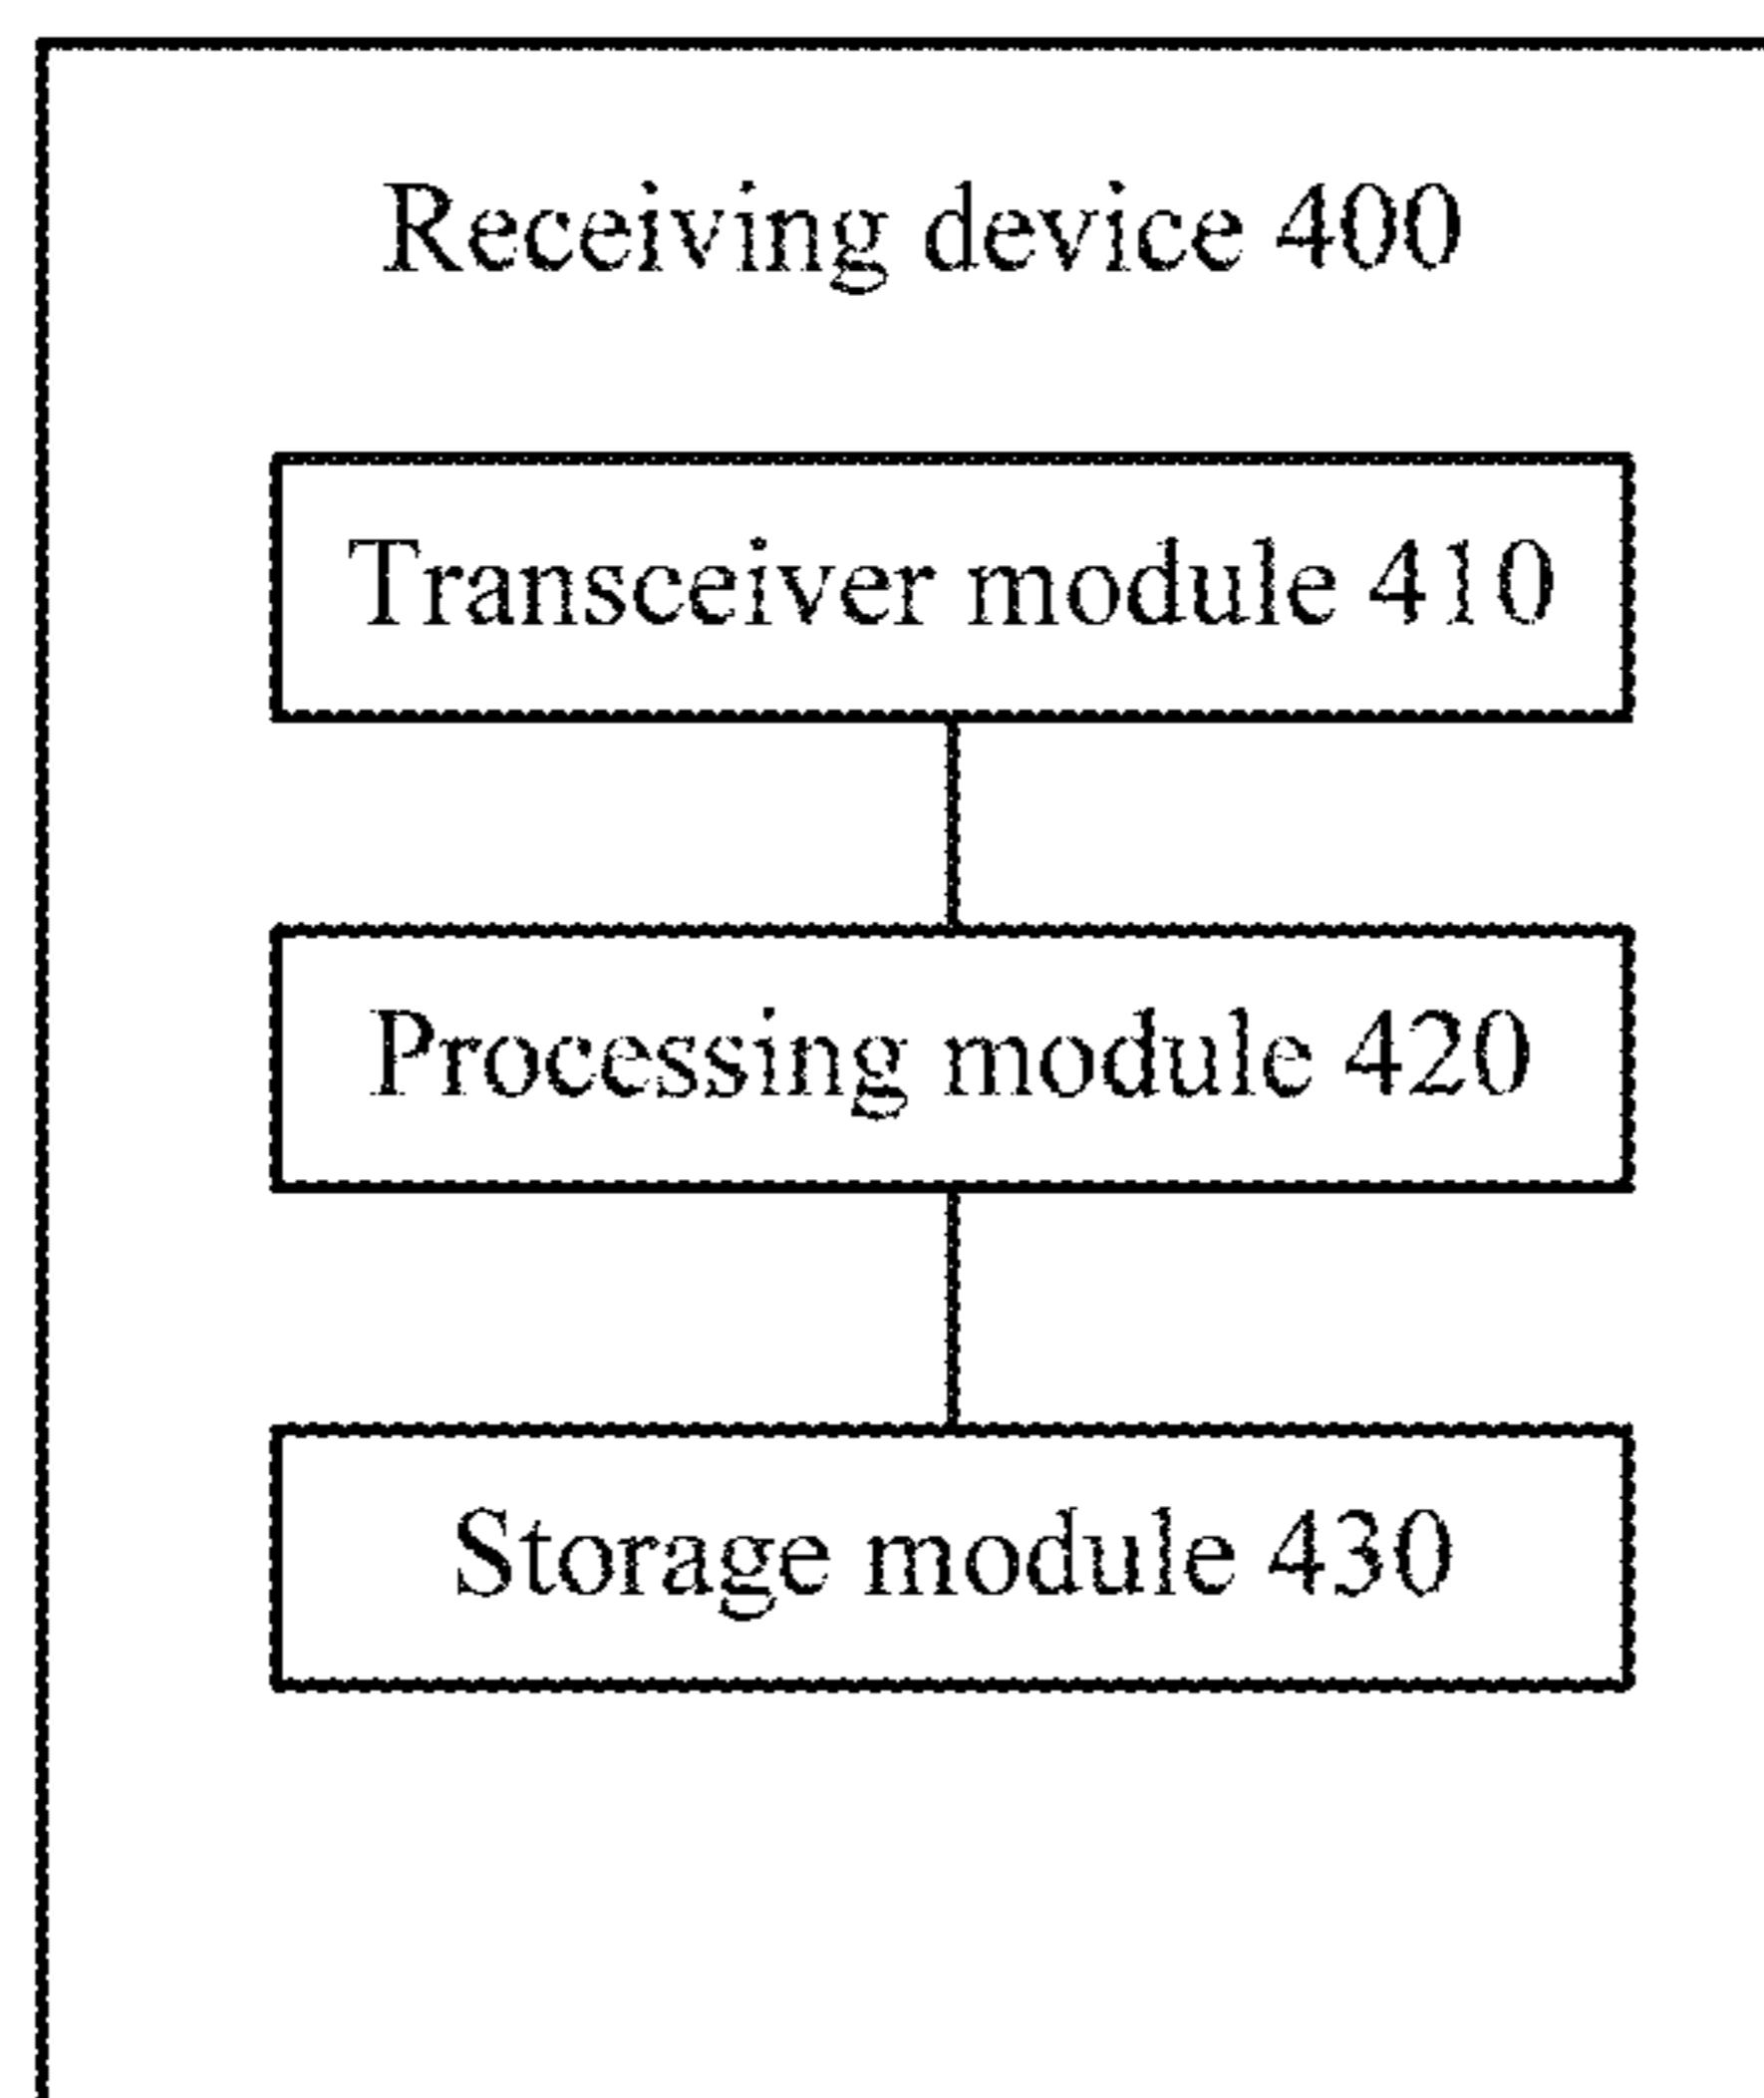 Receiving device 400
Transceiver module 410
Processing module 420
Storage module 430